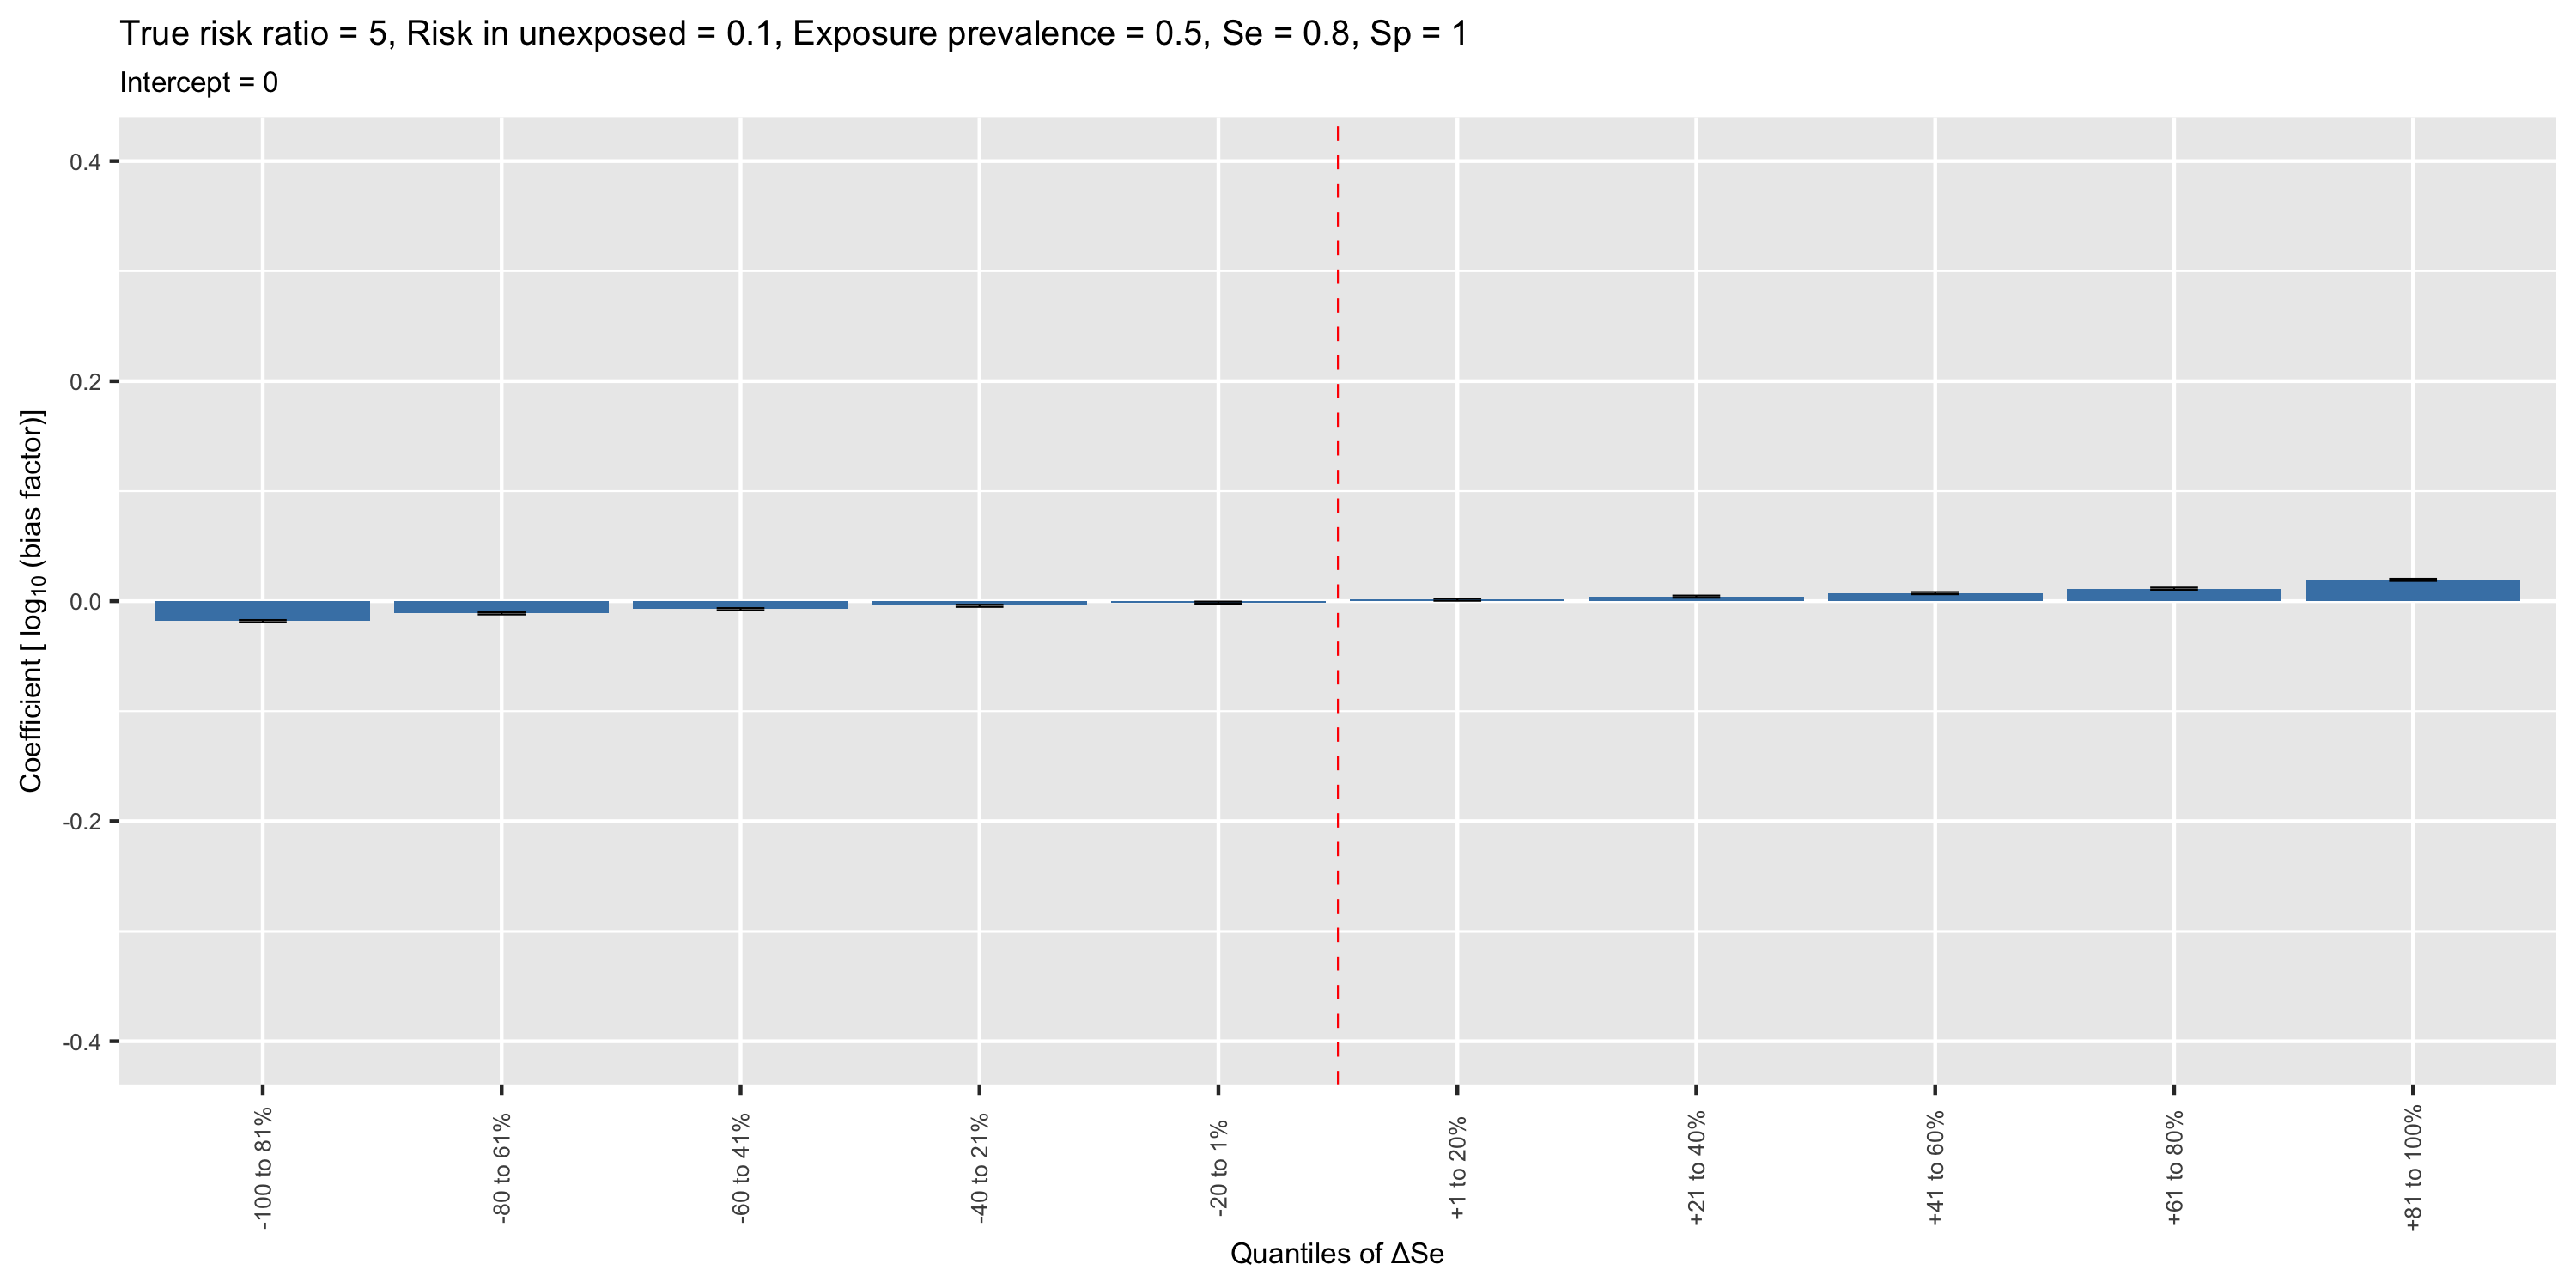 True risk ratio = 5, Risk in unexposed = 0.1, Exposure prevalence = 0.5, Se = 0.8, Sp = 1
Intercept = 0
Coefficient [ log₁₀ (bias factor)]
0.4
0.2
0.0
-0.2
-0.4
-100 to 81%
-80 to 61%
-60 to 41%
-40 to 21%
-20 to 1%
+1 to 20%
+21 to 40%
+41 to 60%
+61 to 80%
+81 to 100%
Quantiles of ΔSe